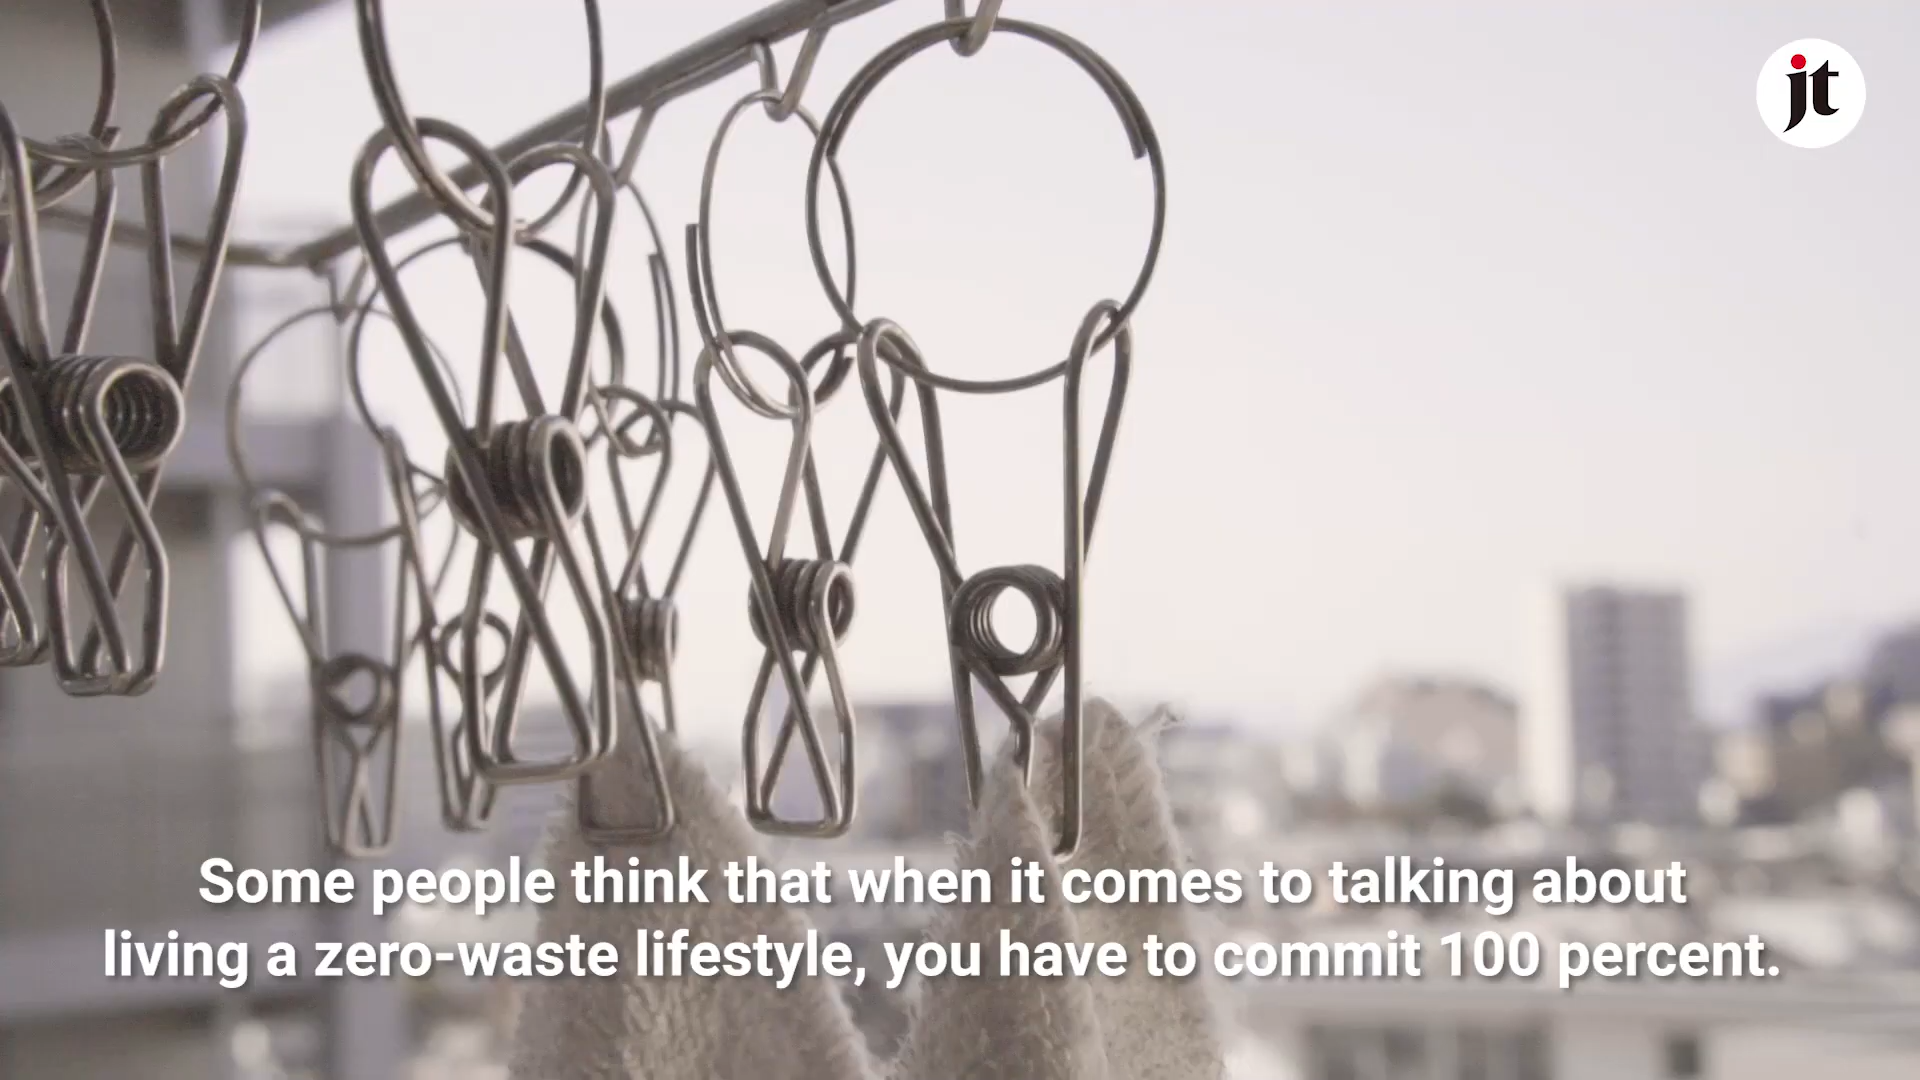 jt
Some people think that when it comes to talking about
living a zero-waste lifestyle, you have to commit 100 percent.